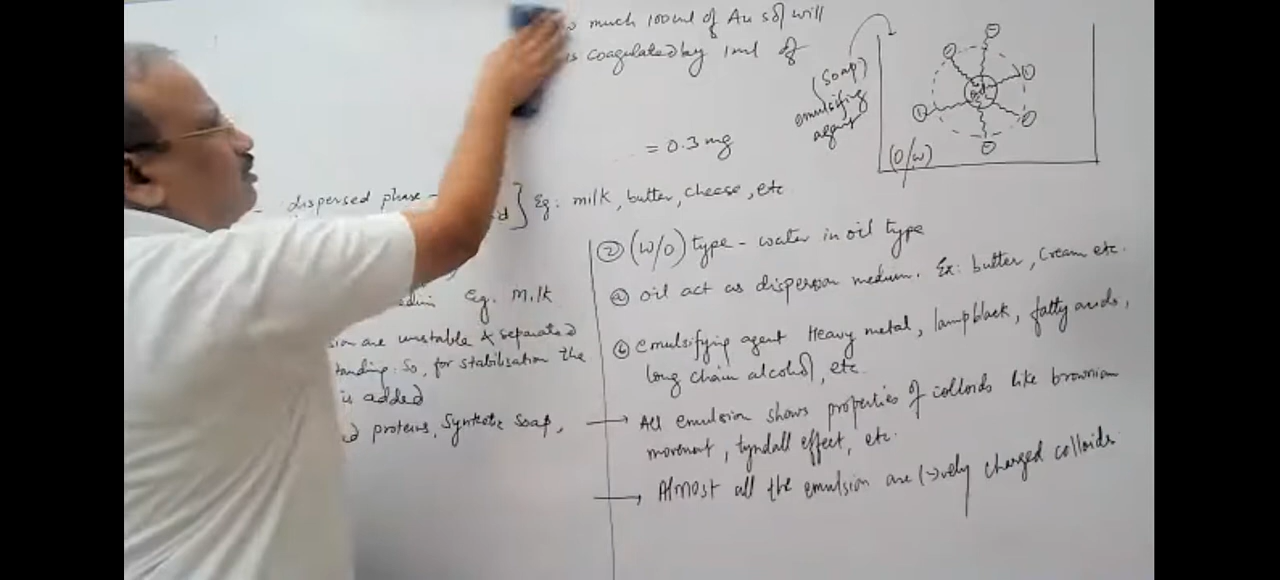 much 100ml of Au sol will
is coagulated by 1ml of
= 0.3 mg
(Soap)
emulsifying
agent
(O/W)
dispersed phase -
] Eg: milk, butter, cheese, etc
Eg. Milk
are unstable & separated
So, for stabilisation the
is added
proteins, Synthetic Soap,
② (W/O) type - water in oil type
ⓐ oil act as dispersion medium. Ex: butter, Cream etc.
ⓑ emulsifying agent Heavy metal, lampblack, fatty acids,
long chain alcohol, etc.
→ All emulsion shows properties of colloids like brownian
movement, tyndall effect, etc.
→ Almost all the emulsion are (-)vely charged colloids.